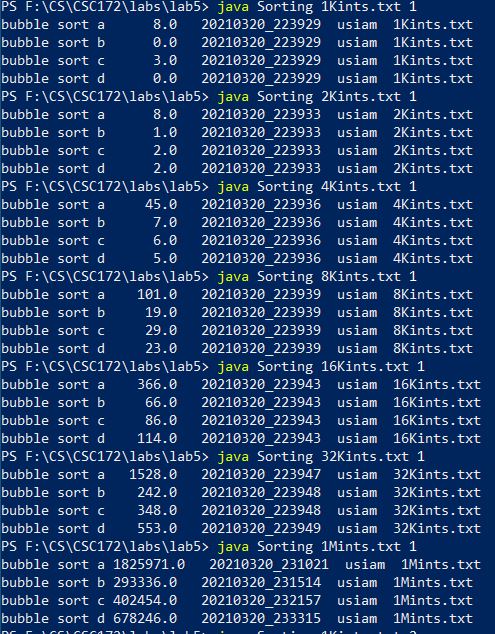 PS F:\CS\CSC172\labs\lab5> java Sorting 1Kints.txt 1
bubble sort a 8.0 20210320_223929 usiam 1Kints.txt
bubble sort b 0.0 20210320_223929 usiam 1Kints.txt
bubble sort c 3.0 20210320_223929 usiam 1Kints.txt
bubble sort d 0.0 20210320_223929 usiam 1Kints.txt
PS F:\CS\CSC172\labs\lab5> java Sorting 2Kints.txt 1
bubble sort a 8.0 20210320_223933 usiam 2Kints.txt
bubble sort b 1.0 20210320_223933 usiam 2Kints.txt
bubble sort c 2.0 20210320_223933 usiam 2Kints.txt
bubble sort d 2.0 20210320_223933 usiam 2Kints.txt
PS F:\CS\CSC172\labs\lab5> java Sorting 4Kints.txt 1
bubble sort a 45.0 20210320_223936 usiam 4Kints.txt
bubble sort b 7.0 20210320_223936 usiam 4Kints.txt
bubble sort c 6.0 20210320_223936 usiam 4Kints.txt
bubble sort d 5.0 20210320_223936 usiam 4Kints.txt
PS F:\CS\CSC172\labs\lab5> java Sorting 8Kints.txt 1
bubble sort a 101.0 20210320_223939 usiam 8Kints.txt
bubble sort b 19.0 20210320_223939 usiam 8Kints.txt
bubble sort c 29.0 20210320_223939 usiam 8Kints.txt
bubble sort d 23.0 20210320_223939 usiam 8Kints.txt
PS F:\CS\CSC172\labs\lab5> java Sorting 16Kints.txt 1
bubble sort a 366.0 20210320_223943 usiam 16Kints.txt
bubble sort b 66.0 20210320_223943 usiam 16Kints.txt
bubble sort c 86.0 20210320_223943 usiam 16Kints.txt
bubble sort d 114.0 20210320_223943 usiam 16Kints.txt
PS F:\CS\CSC172\labs\lab5> java Sorting 32Kints.txt 1
bubble sort a 1528.0 20210320_223947 usiam 32Kints.txt
bubble sort b 242.0 20210320_223948 usiam 32Kints.txt
bubble sort c 348.0 20210320_223948 usiam 32Kints.txt
bubble sort d 553.0 20210320_223949 usiam 32Kints.txt
PS F:\CS\CSC172\labs\lab5> java Sorting 1Mints.txt 1
bubble sort a 1825971.0 20210320_231021 usiam 1Mints.txt
bubble sort b 293336.0 20210320_231514 usiam 1Mints.txt
bubble sort c 402454.0 20210320_232157 usiam 1Mints.txt
bubble sort d 678246.0 20210320_233315 usiam 1Mints.txt